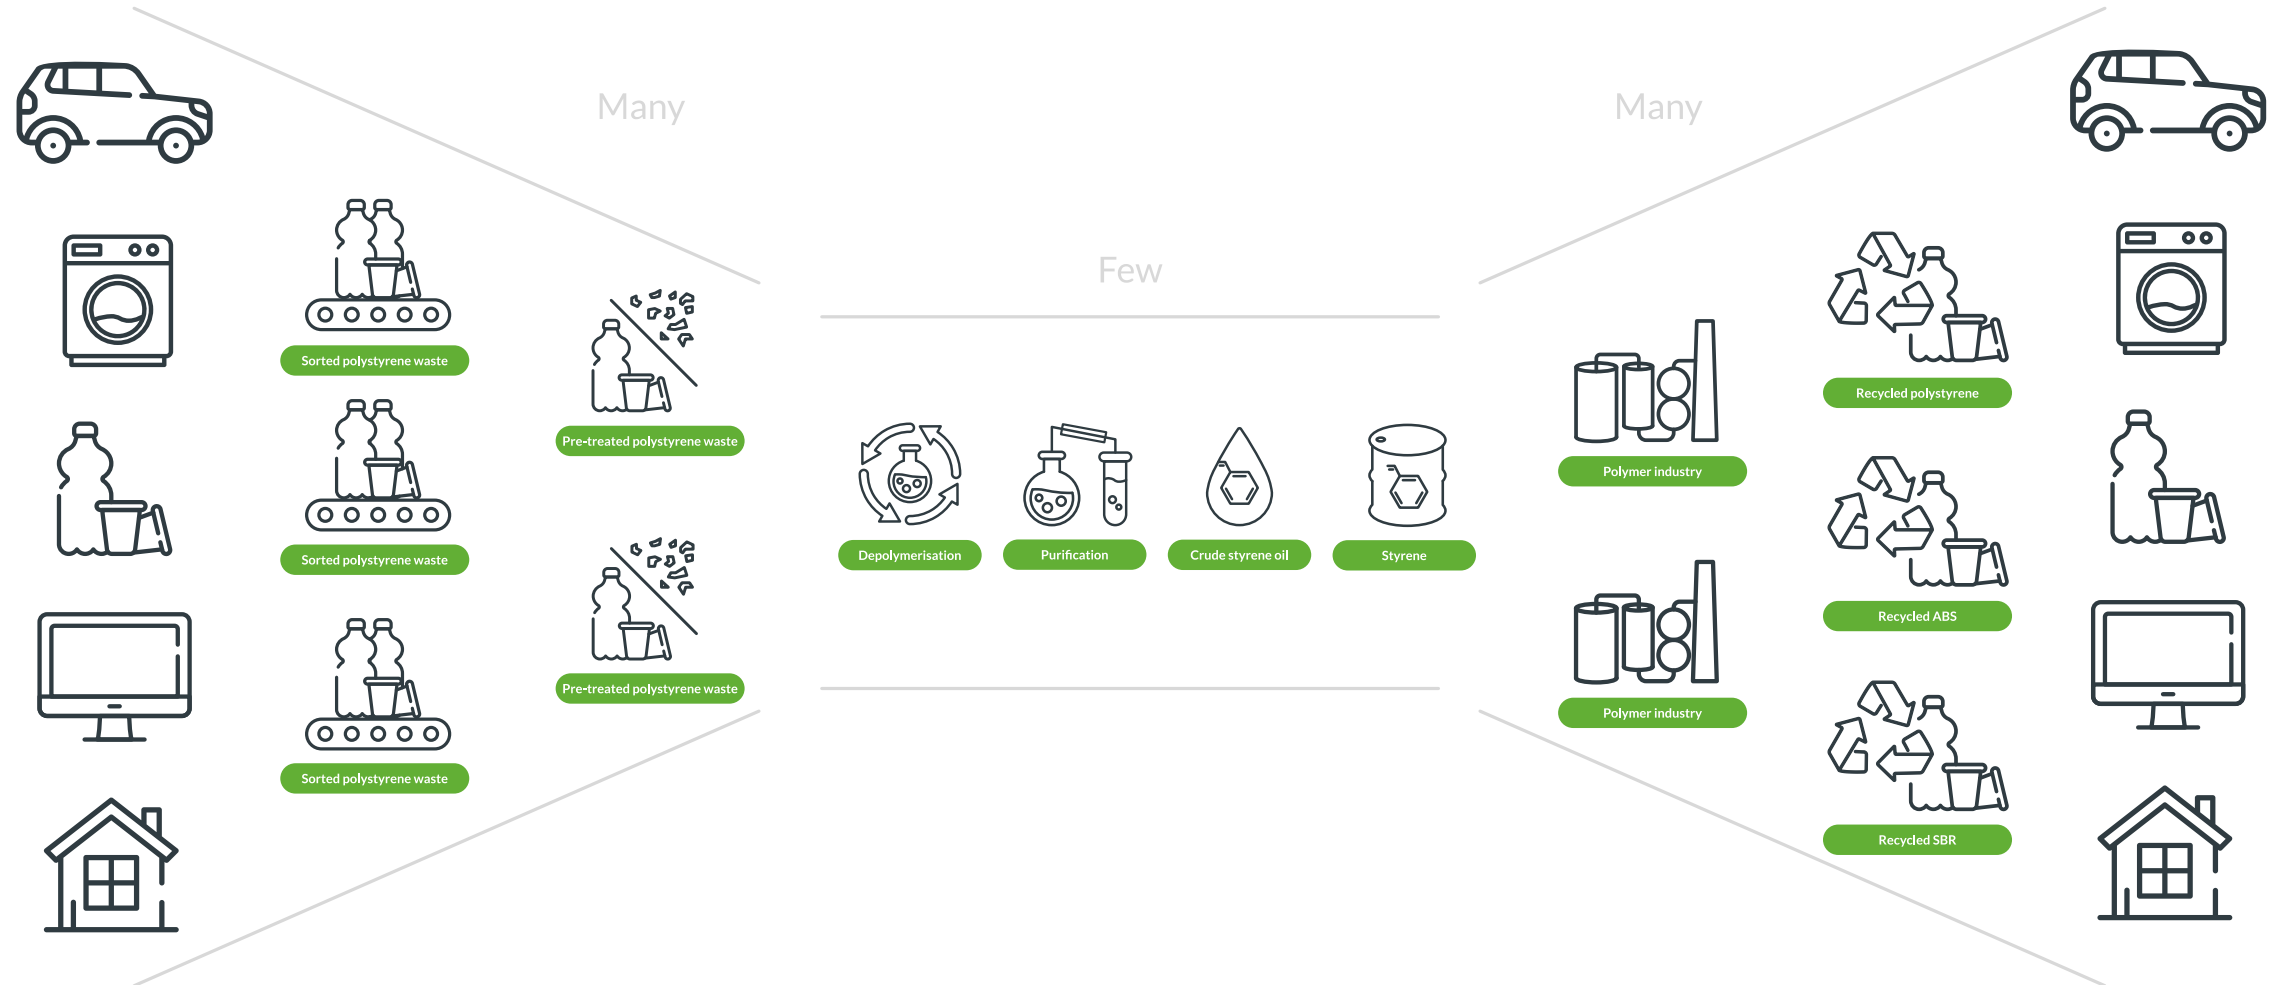 Many
Many
Few
Sorted polystyrene waste
Sorted polystyrene waste
Sorted polystyrene waste
Pre-treated polystyrene waste
Pre-treated polystyrene waste
Depolymerisation
Purification
Crude styrene oil
Styrene
Polymer industry
Polymer industry
Recycled polystyrene
Recycled ABS
Recycled SBR